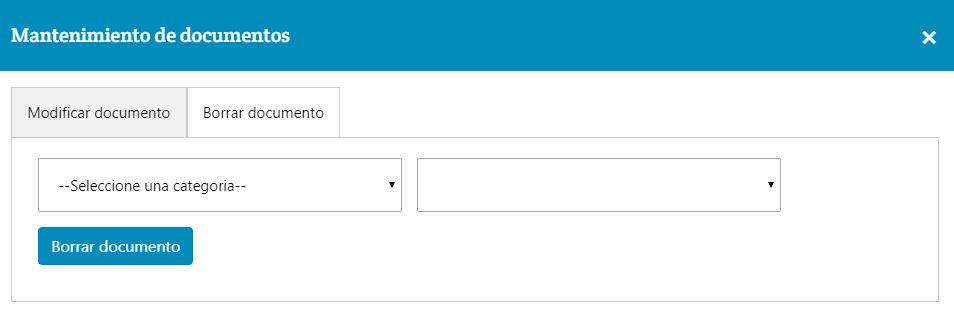 Mantenimiento de documentos
×
Modificar documento
Borrar documento
--Seleccione una categoria--
Borrar documento